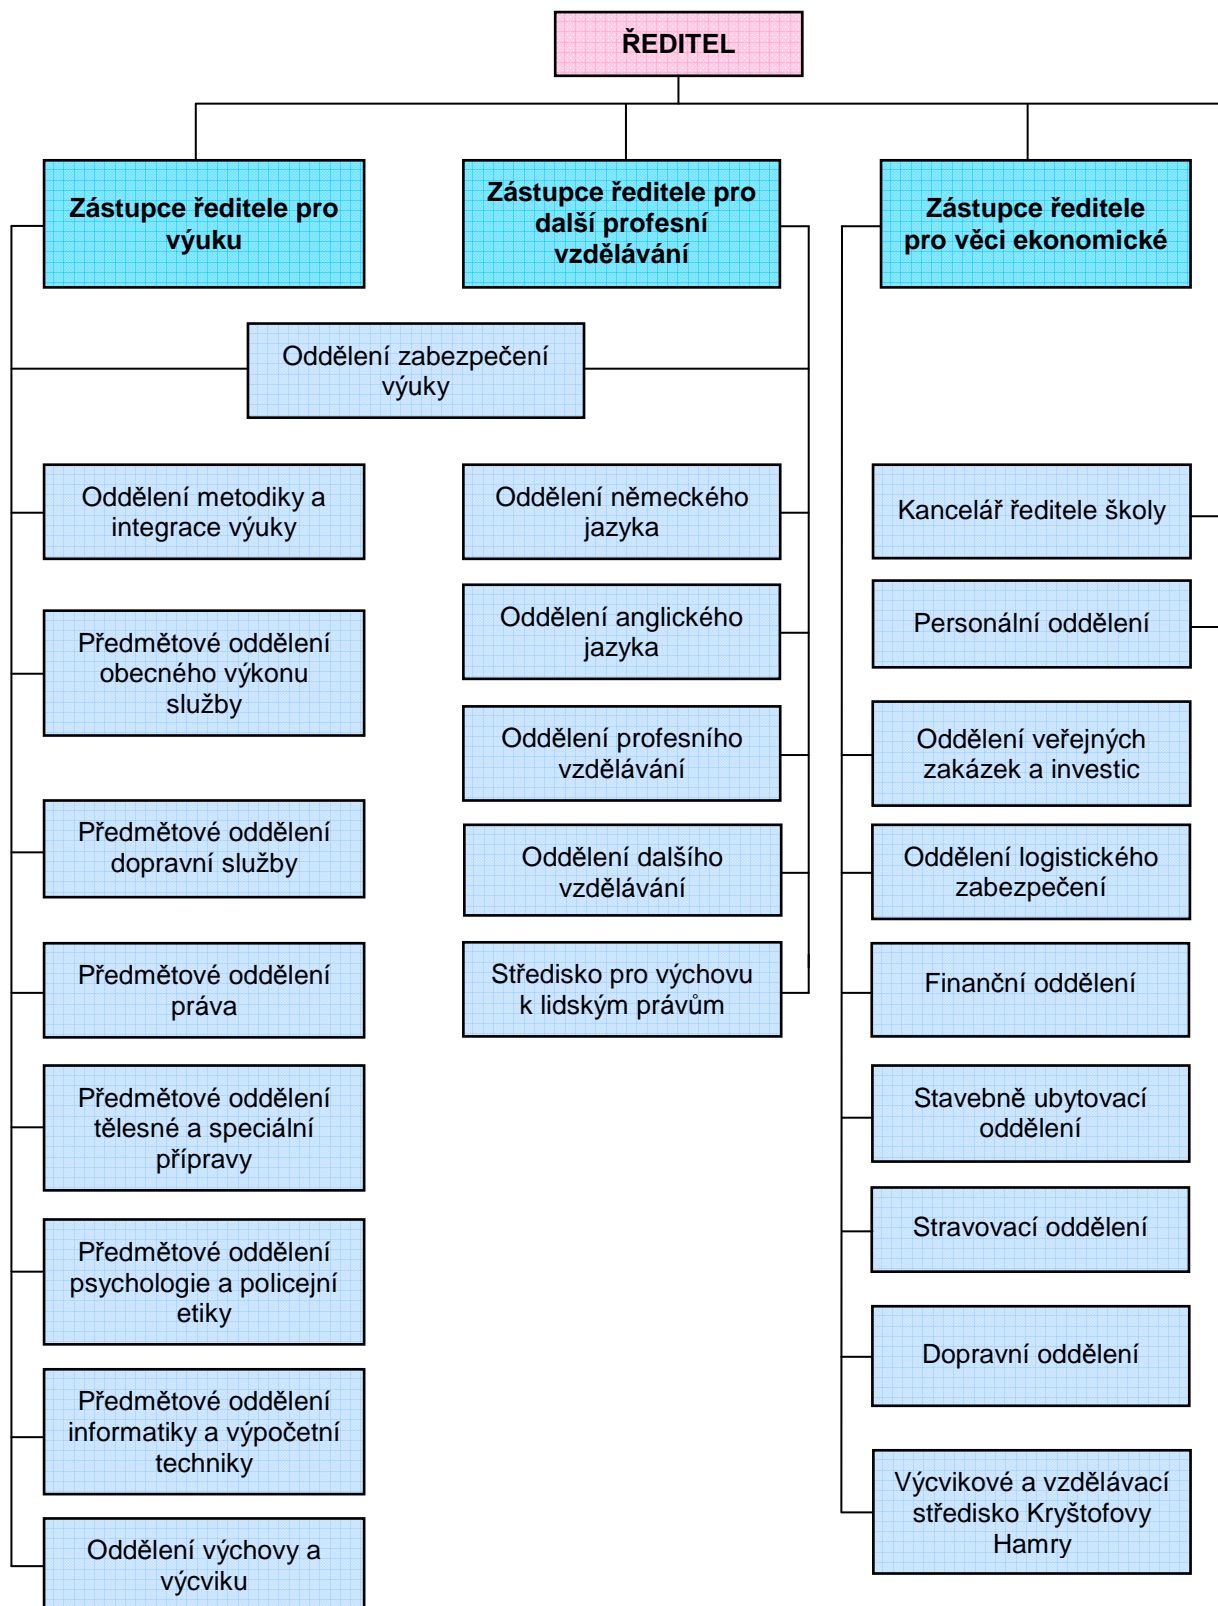 ŘEDITEL
Zástupce ředitele pro
výuku
Zástupce ředitele pro
další profesní
vzdělávání
Zástupce ředitele
pro věci ekonomické
Oddělení zabezpečení
výuky
Oddělení metodiky a
integrace výuky
Předmětové oddělení
obecného výkonu
služby
Předmětové oddělení
dopravní služby
Předmětové oddělení
práva
Předmětové oddělení
tělesné a speciální
přípravy
Předmětové oddělení
psychologie a policejní
etiky
Předmětové oddělení
informatiky a výpočetní
techniky
Oddělení výchovy a
výcviku
Oddělení německého
jazyka
Oddělení anglického
jazyka
Oddělení profesního
vzdělávání
Oddělení dalšího
vzdělávání
Středisko pro výchovu
k lidským právům
Kancelář ředitele školy
Personální oddělení
Oddělení veřejných
zakázek a investic
Oddělení logistického
zabezpečení
Finanční oddělení
Stavebně ubytovací
oddělení
Stravovací oddělení
Dopravní oddělení
Výcvikové a vzdělávací
středisko Kryštofovy
Hamry